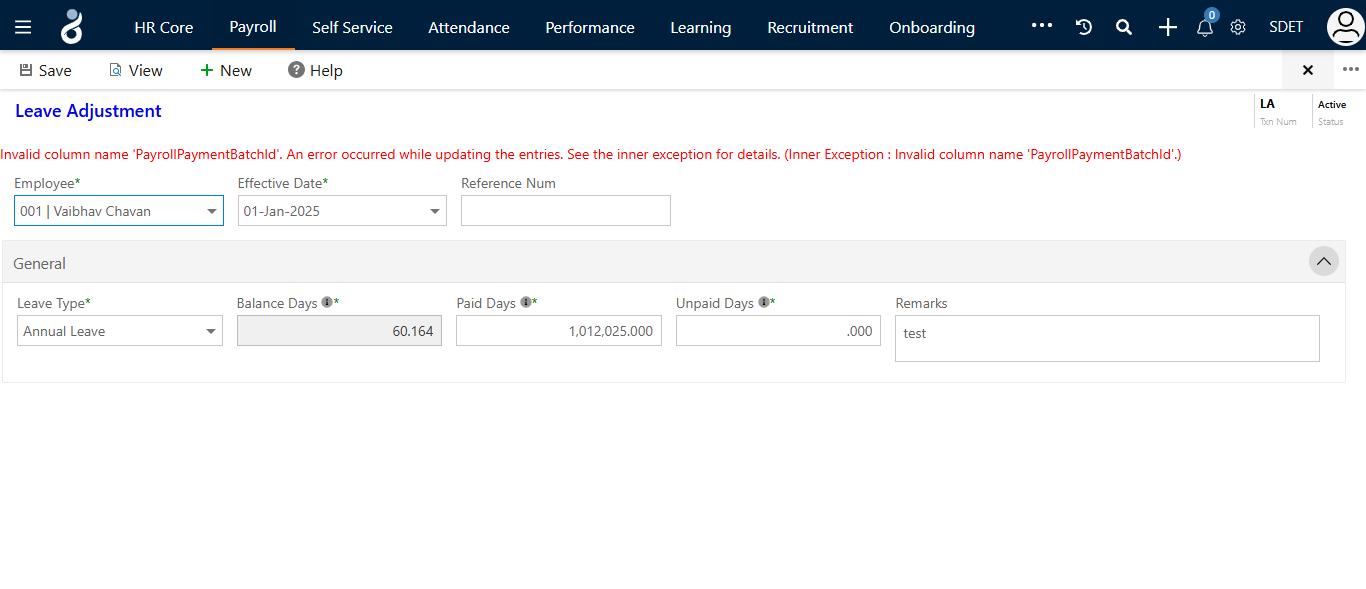 HR Core Payroll Self Service Attendance Performance Learning Recruitment Onboarding ... 0 SDET
Save View + New ? Help ...
Leave Adjustment
LA Active
Txn Num Status
Invalid column name 'PayrollPaymentBatchId'. An error occurred while updating the entries. See the inner exception for details. (Inner Exception : Invalid column name 'PayrollPaymentBatchId'.)
Employee* Effective Date* Reference Num
001 | Vaibhav Chavan 01-Jan-2025
General
Leave Type* Balance Days * Paid Days * Unpaid Days * Remarks
Annual Leave 60.164 1,012,025.000 .000 test